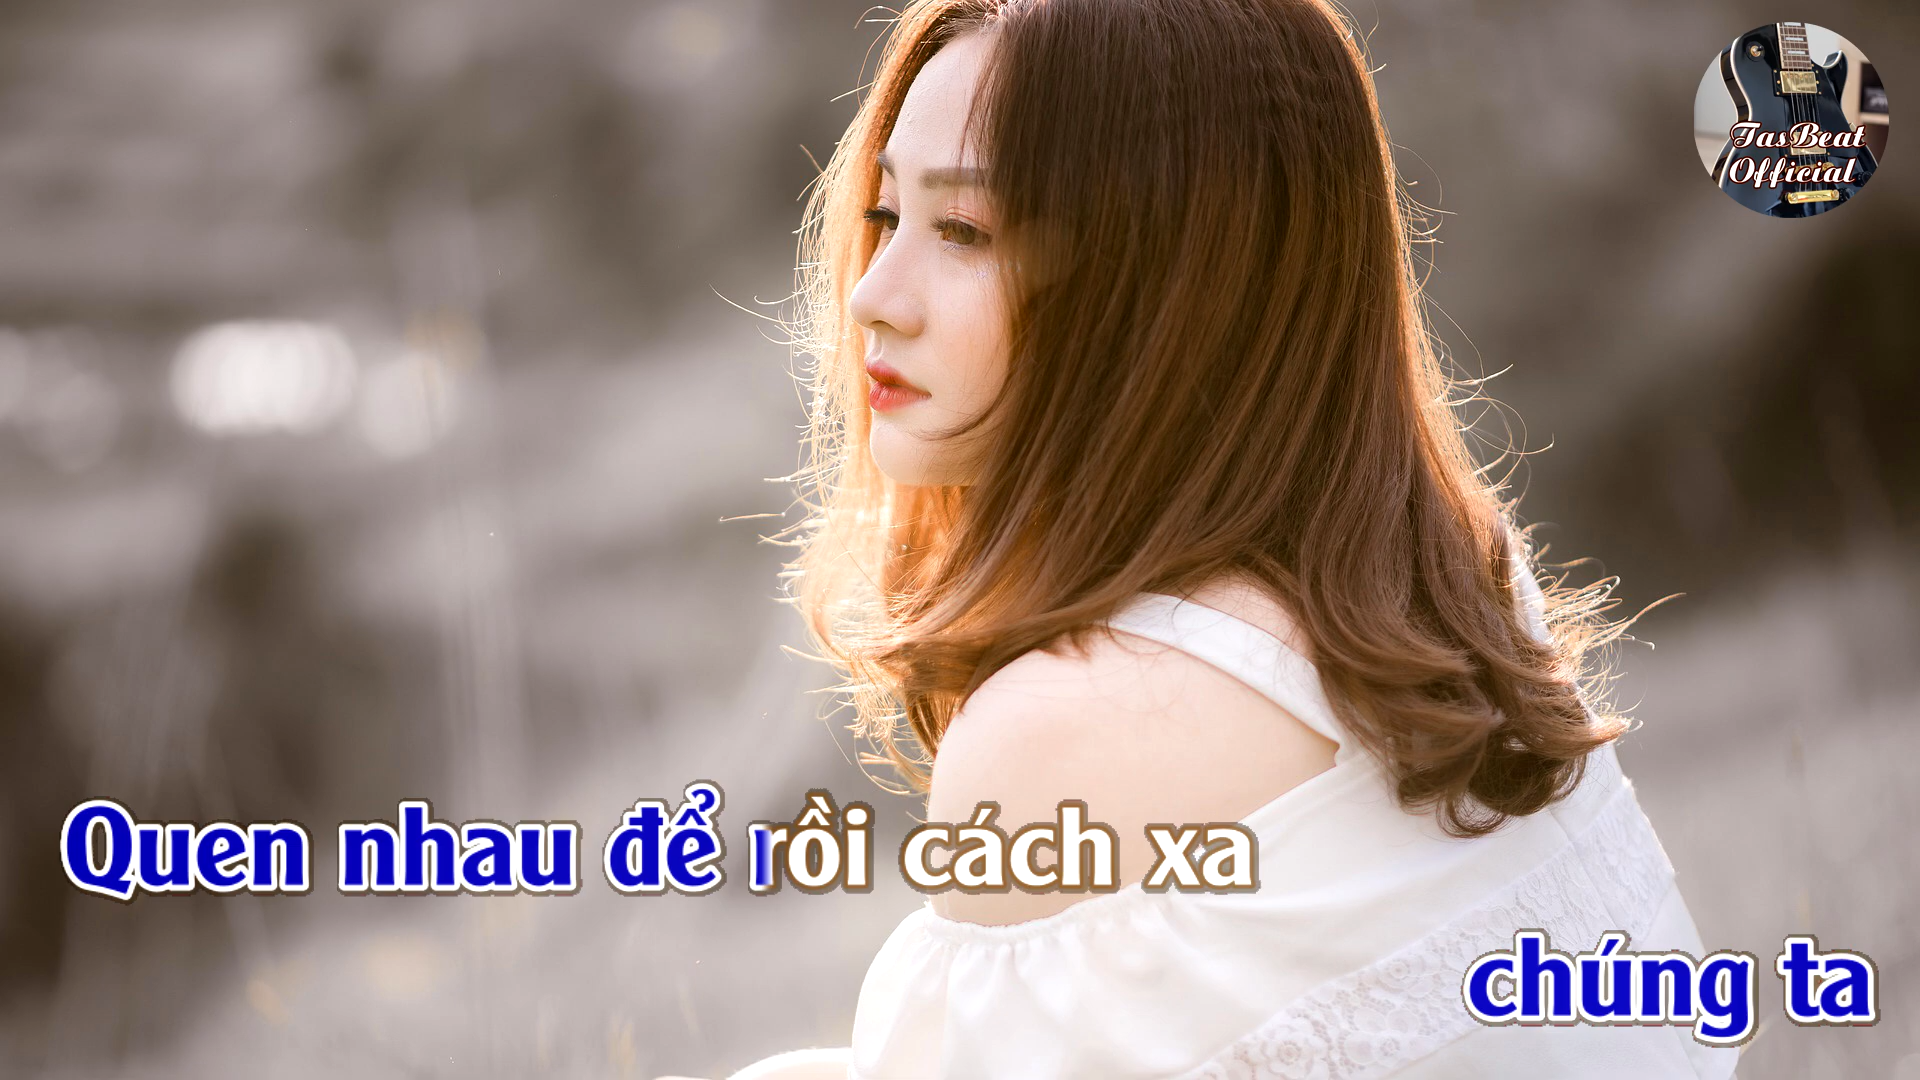 TasBeat
Official
Quen nhau để rồi cách xa
chúng ta